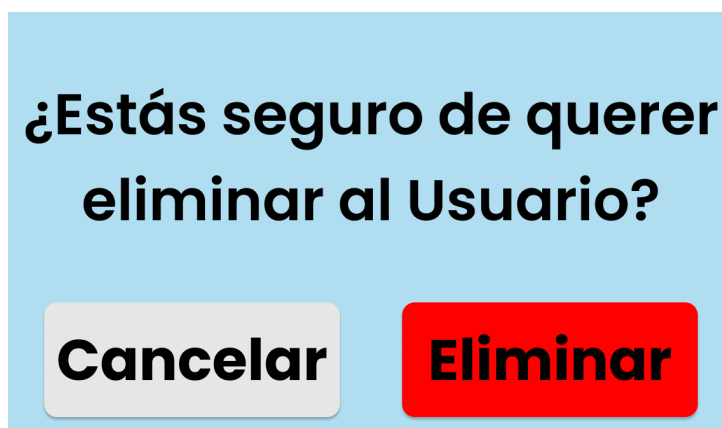 ¿Estás seguro de querer
eliminar al Usuario?
Cancelar
Eliminar